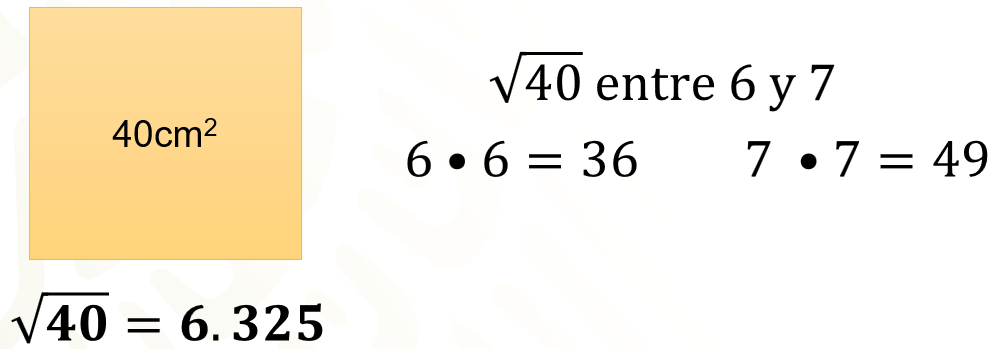 40cm²
√40 entre 6 y 7
6 • 6 = 36
7 • 7 = 49
√40 = 6.325